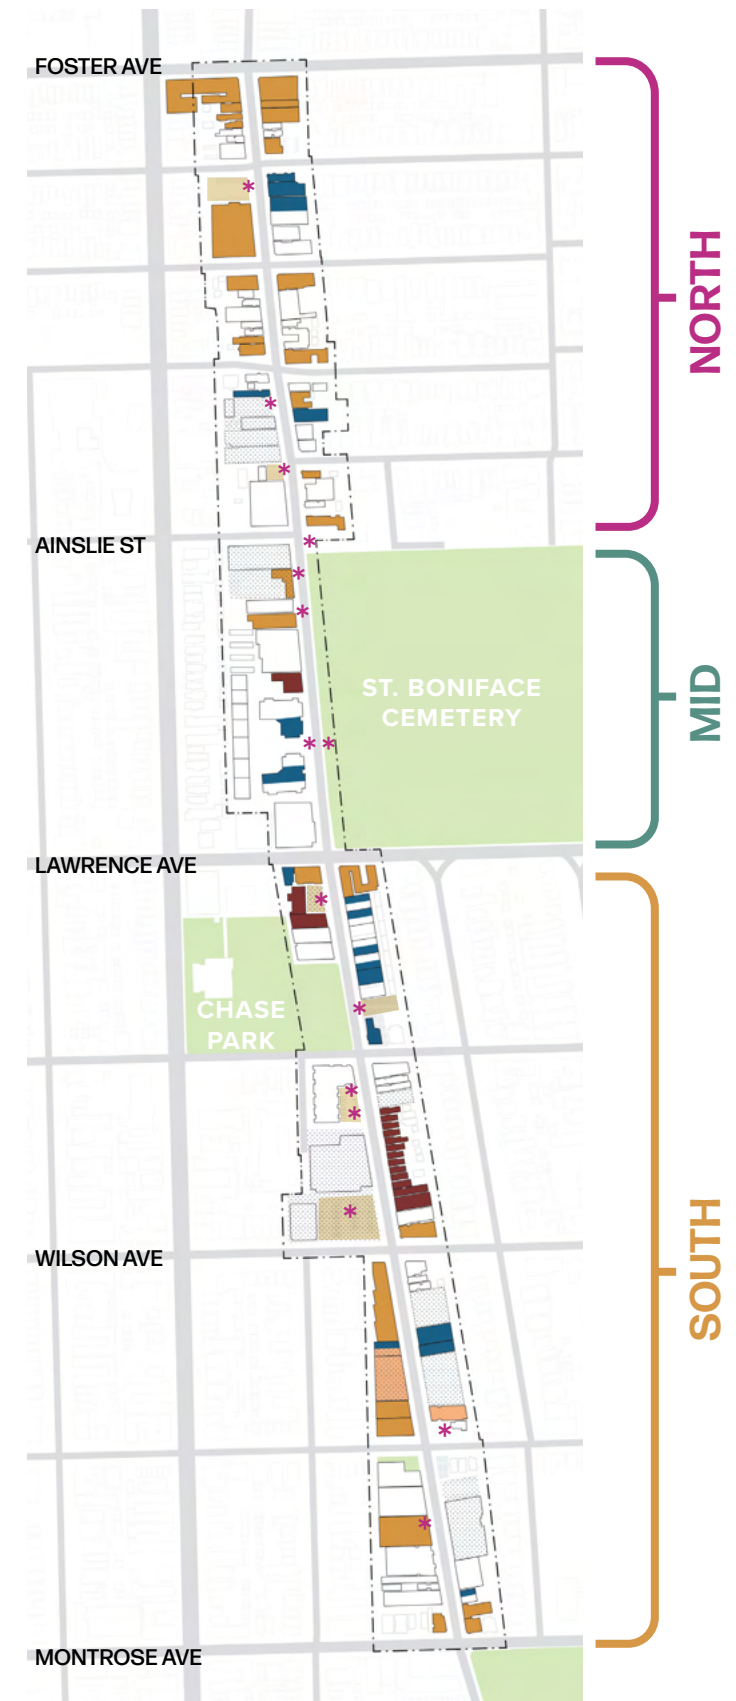 FOSTER AVE
NORTH
AINSLIE ST
MID
ST. BONIFACE
CEMETERY
LAWRENCE AVE
CHASE
PARK
SOUTH
WILSON AVE
MONTROSE AVE